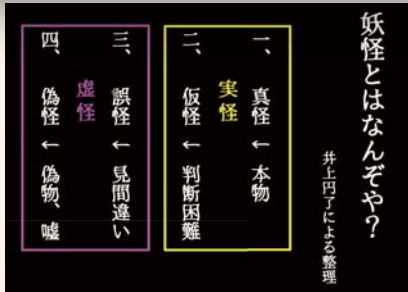 妖怪とはなんぞや？
井上円了による整理
一、真怪←本物
実怪
二、仮怪←判断困難
三、誤怪←見間違い
虚怪
四、偽怪←偽物、嘘